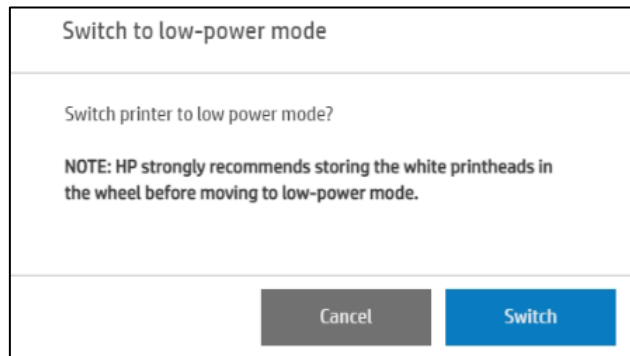 Switch to low-power mode
Switch printer to low power mode?
NOTE: HP strongly recommends storing the white printheads in
the wheel before moving to low-power mode.
Cancel
Switch